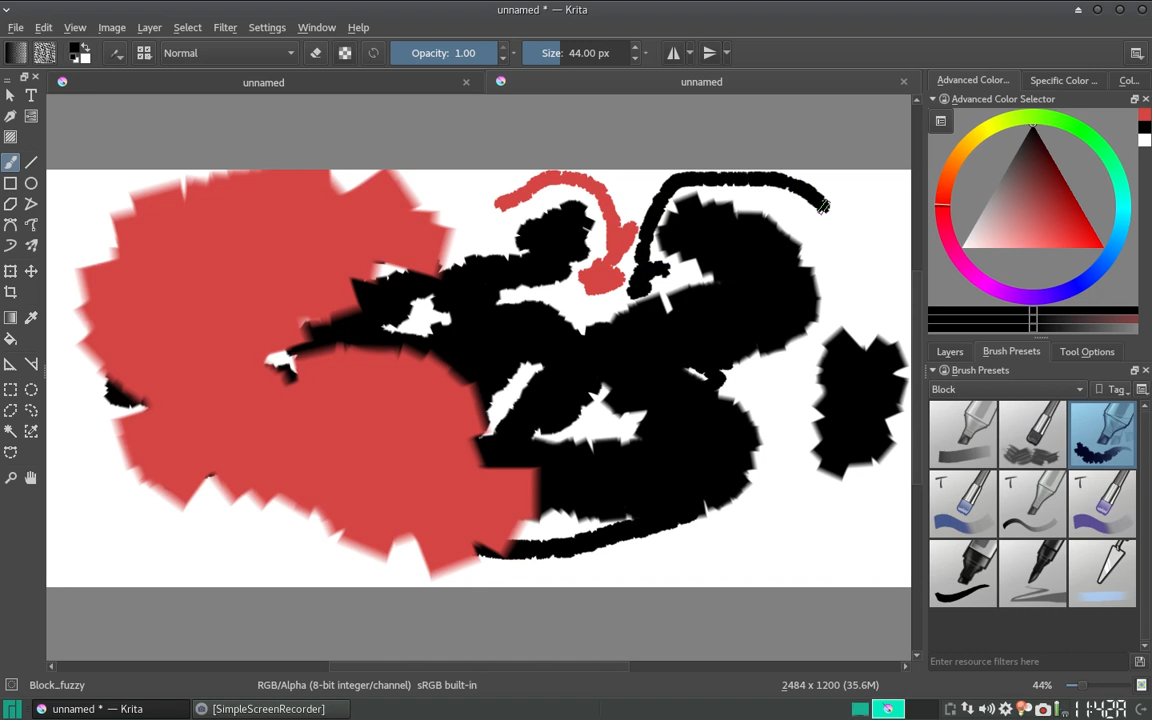 unnamed * — Krita
File Edit View Image Layer Select Filter Settings Window Help
Normal Opacity: 1.00 Size: 44.00 px
unnamed unnamed
Advanced Color... Specific Color ... Col...
Advanced Color Selector
Layers Brush Presets Tool Options
Brush Presets
Block Tag
T T T
Enter resource filters here
Block_fuzzy RGB/Alpha (8-bit integer/channel) sRGB built-in 2484 x 1200 (35.6M) 44%
unnamed * — Krita [SimpleScreenRecorder]